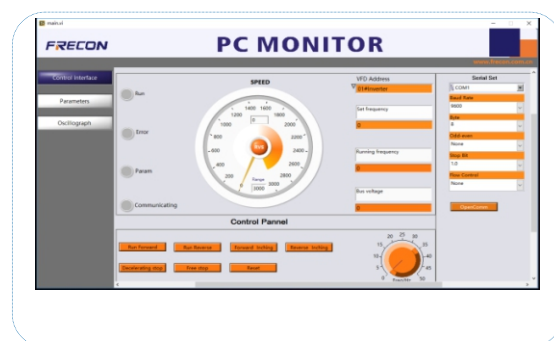 main.vi
FRECON
PC MONITOR
www.frecon.com.cn
Control Interface
Parameters
Oscillograph
Run
Error
Param
Communicating
SPEED
1400 1600
1200 1800
0
1000 2000
800 2200
600 2400
400 2600
200 2800
0 3000
Range
3000
VFD Address
01#Inverter
Set frequency
0
Running frequency
0
Bus voltage
0
Serial Set
COM1
Baud Rate
9600
8
Odd-even
None
Stop Bit
1.0
Flow Control
None
OpenComm
Control Pannel
Run Forward
Run Reverse
Forward Inching
Reverse Inching
Decelerating stop
Free stop
Reset
20 25 30
15 35
10 40
5 45
0 50